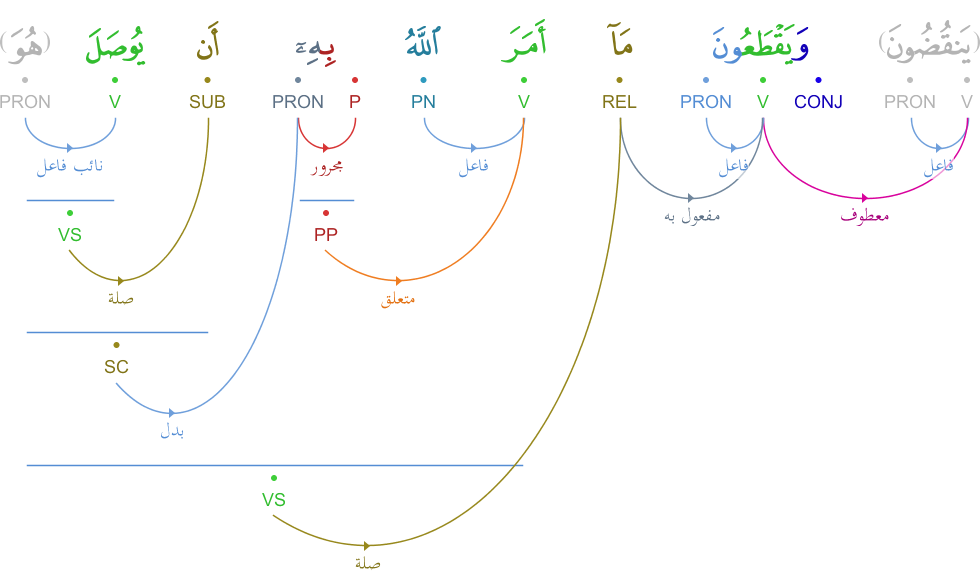 (يَنقُضُونَ) وَيَقْطَعُونَ مَآ أَمَرَ ٱللَّهُ بِهِۦٓ أَن يُوصَلَ (هُوَ)
PRON V SUB PRON P PN V REL PRON V CONJ PRON V
نائب فاعل مجرور فاعل فاعل فاعل
مفعول به معطوف
VS PP
صلة متعلق
SC
بدل
VS
صلة